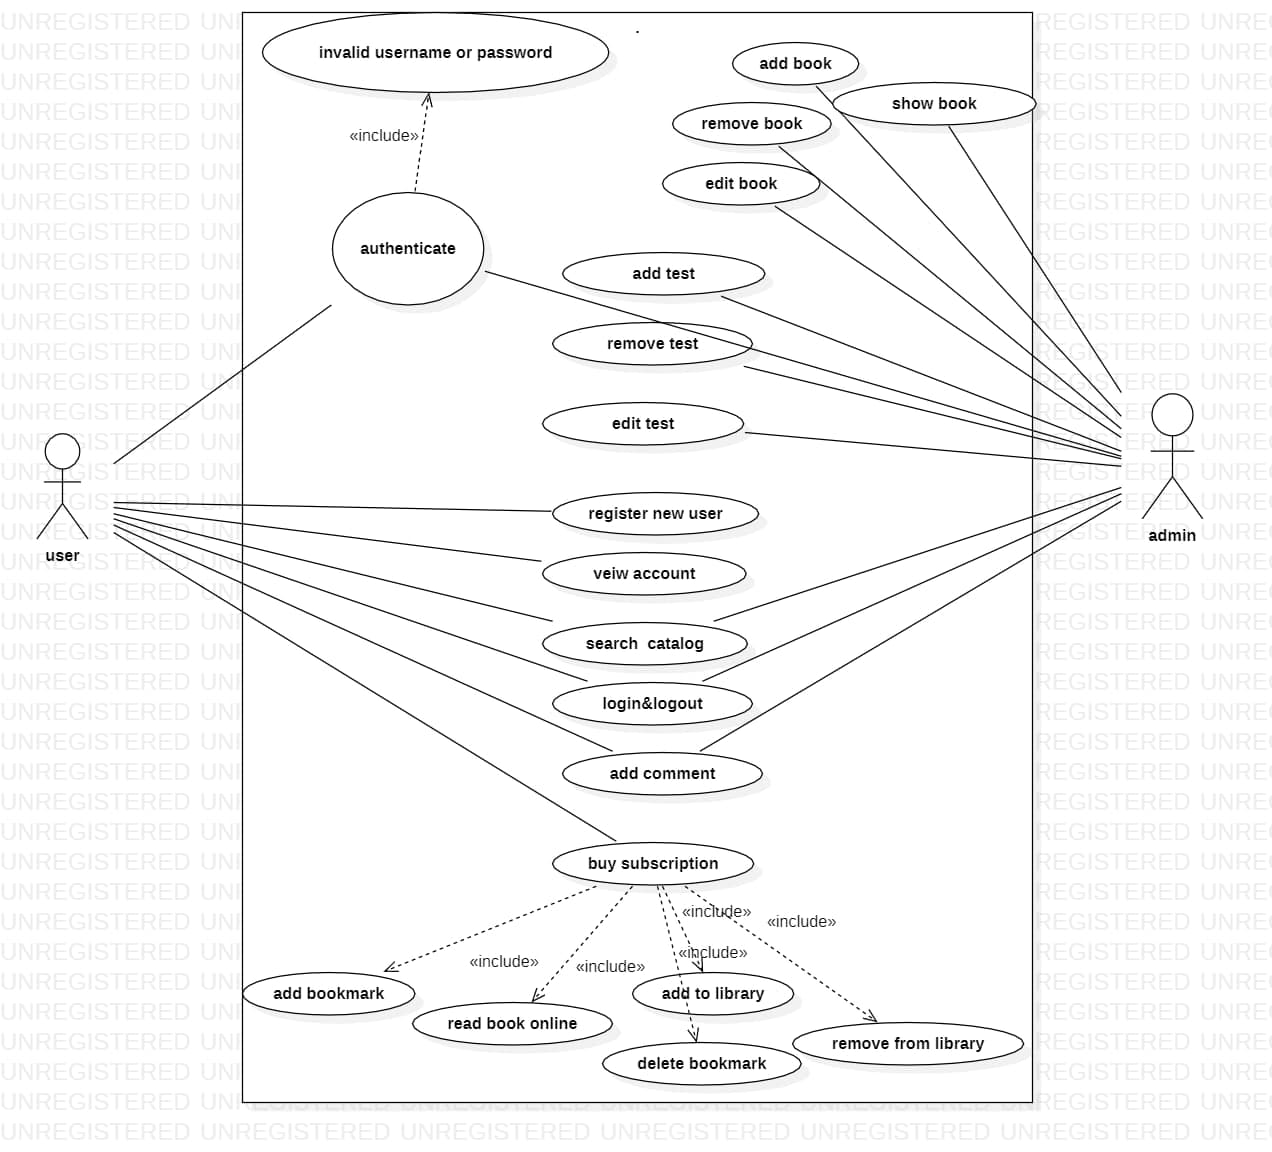 invalid username or password
add book
show book
remove book
«include»
edit book
authenticate
add test
remove test
edit test
register new user
user
admin
veiw account
search catalog
login&logout
add comment
buy subscription
«include»
«include»
«include»
«include»
«include»
add bookmark
add to library
read book online
remove from library
delete bookmark
UNREGISTERED UNREGISTERED UNREGISTERED UNREGISTERED UNREGISTERED UNREGISTERED UNRE